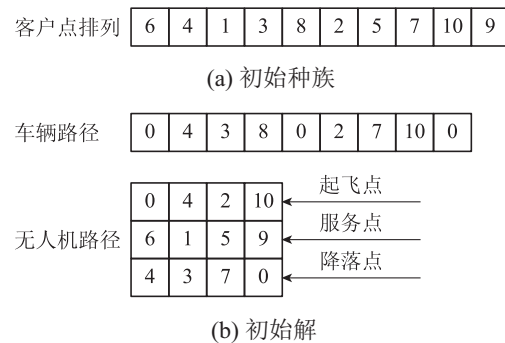 客户点排列 6 4 1 3 8 2 5 7 10 9
(a) 初始种族
车辆路径 0 4 3 8 0 2 7 10 0
0 4 2 10 起飞点
无人机路径 6 1 5 9 服务点
4 3 7 0 降落点
(b) 初始解